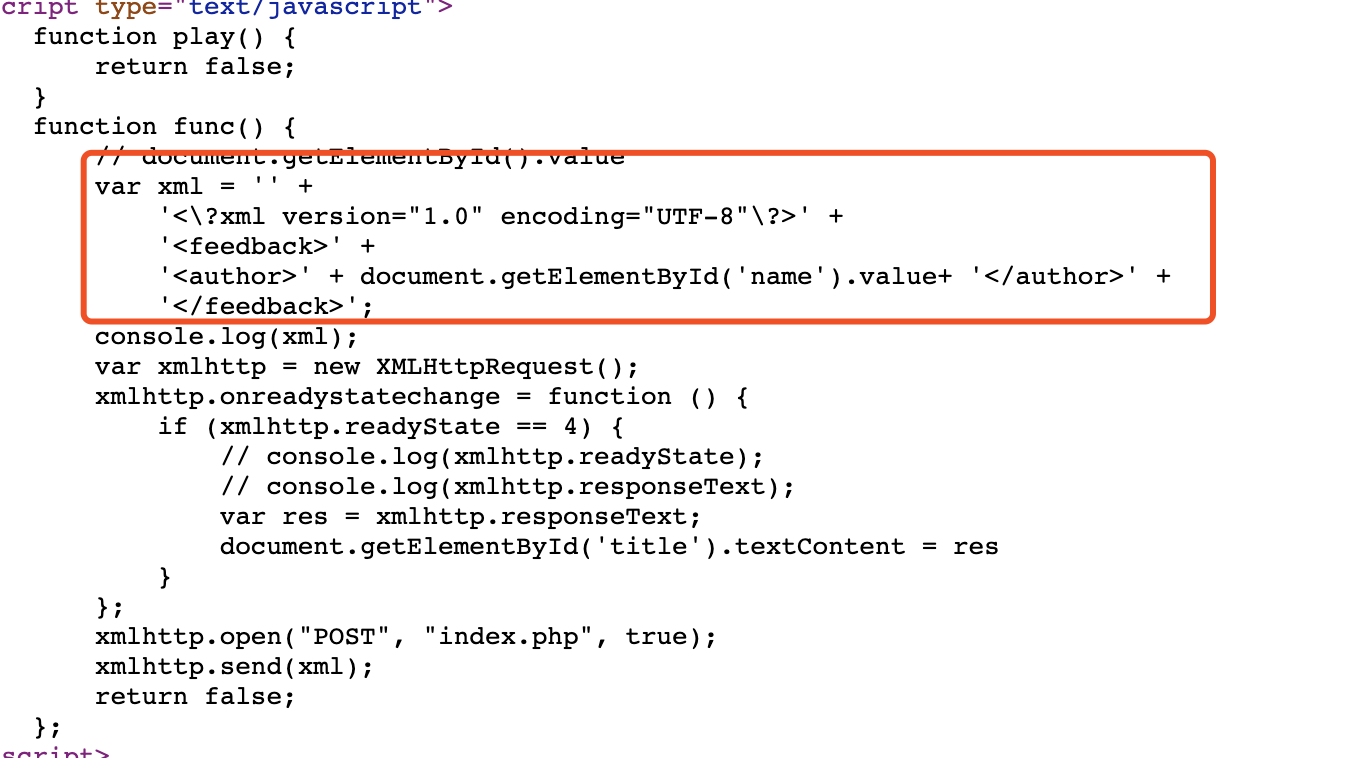 cript type="text/javascript">
function play() {
return false;
}
function func() {
// document.getElementById().value
var xml = '' +
'<\?xml version="1.0" encoding="UTF-8"\?>' +
'<feedback>' +
'<author>' + document.getElementById('name').value+ '</author>' +
'</feedback>';
console.log(xml);
var xmlhttp = new XMLHttpRequest();
xmlhttp.onreadystatechange = function () {
if (xmlhttp.readyState == 4) {
// console.log(xmlhttp.readyState);
// console.log(xmlhttp.responseText);
var res = xmlhttp.responseText;
document.getElementById('title').textContent = res
}
};
xmlhttp.open("POST", "index.php", true);
xmlhttp.send(xml);
return false;
};
script>